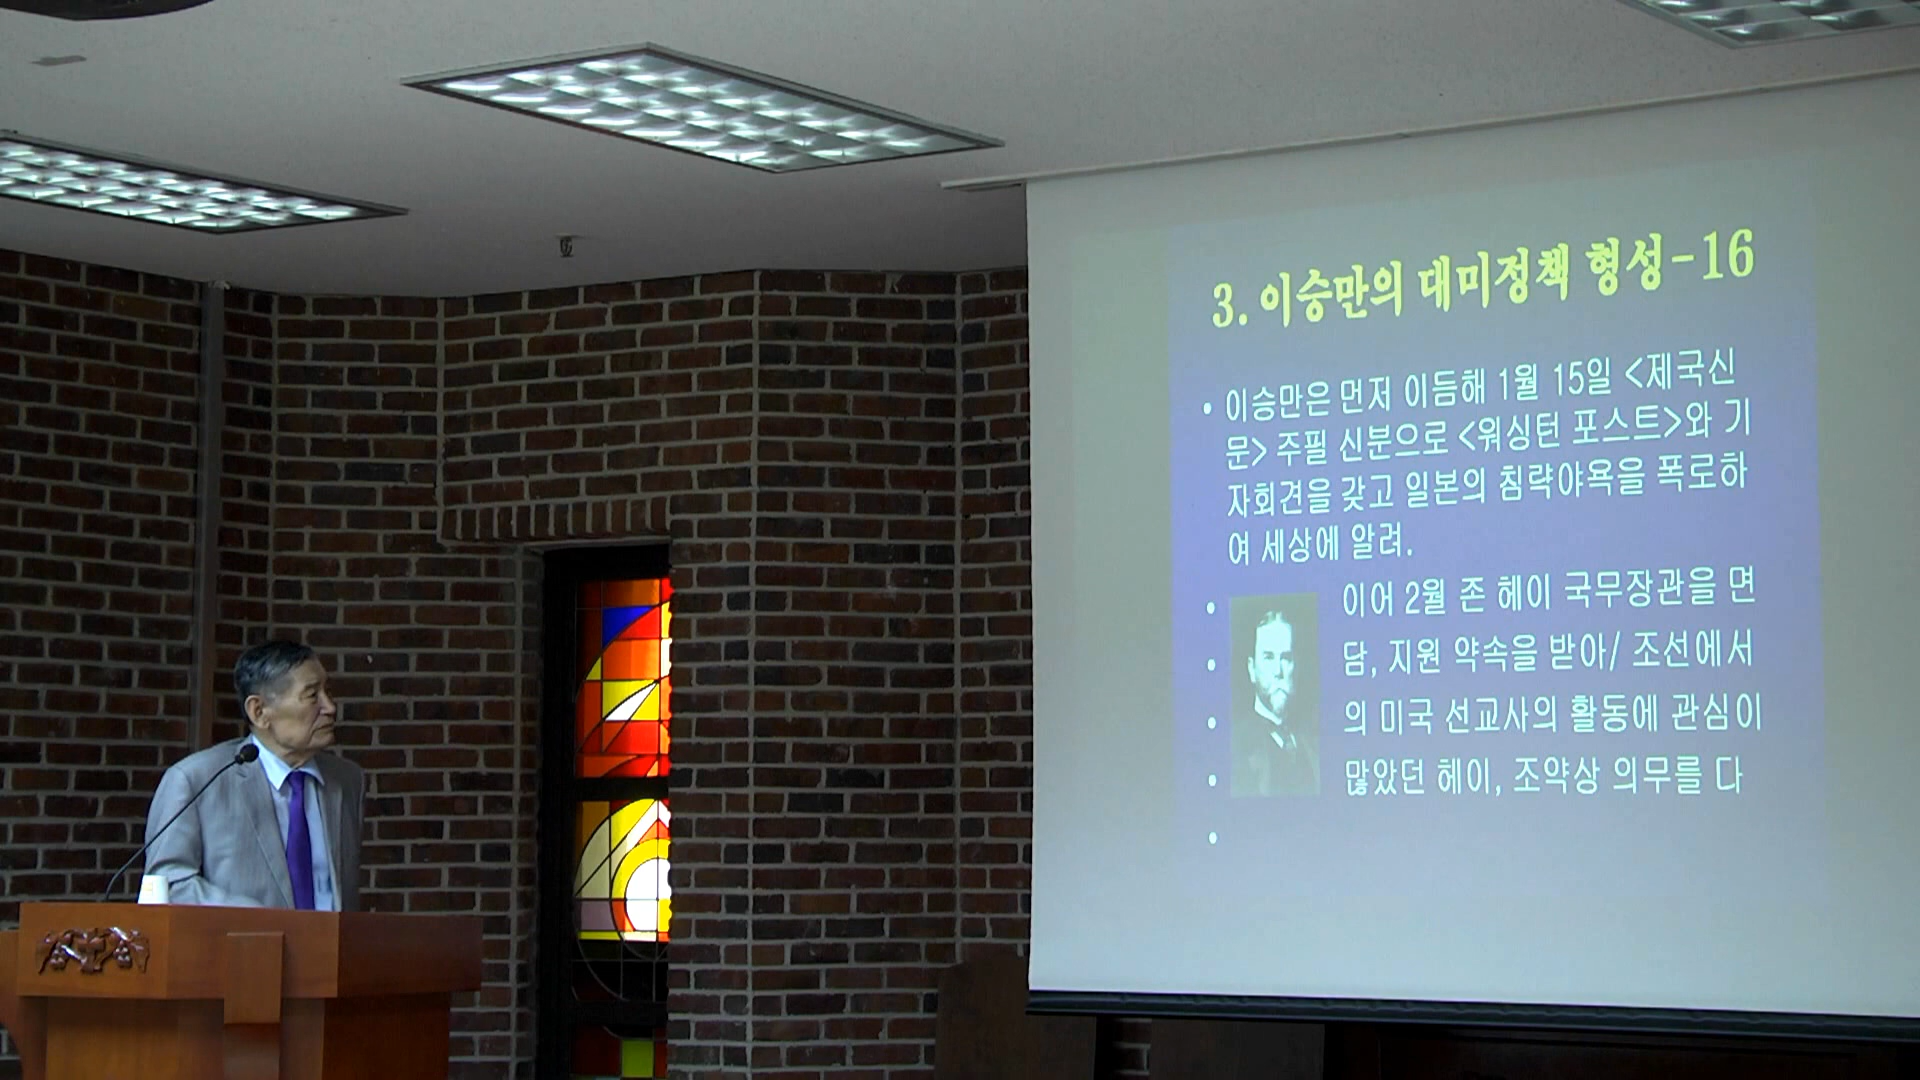 3. 이승만의 대미정책 형성-16
• 이승만은 먼저 이듬해 1월 15일 <제국신
문> 주필 신분으로 <워싱턴 포스트>와 기
자회견을 갖고 일본의 침략야욕을 폭로하
여 세상에 알려.
• 이어 2월 존 헤이 국무장관을 면
• 담, 지원 약속을 받아/ 조선에서
• 의 미국 선교사의 활동에 관심이
• 많았던 헤이, 조약상 의무를 다
•